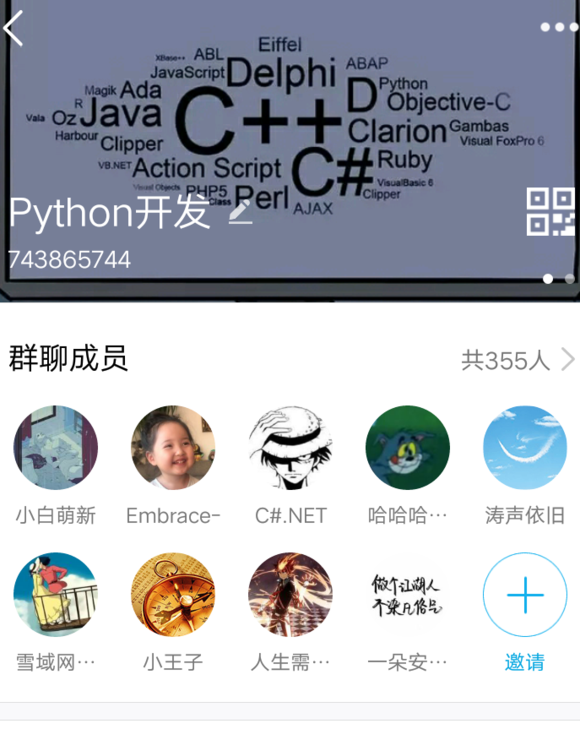 Eiffel
XBase++ ABL
JavaScript Delphi ABAP
Magik Ada
D Python
R
Vala Oz Java C++ Objective-C
Harbour Clipper
Clarion Gambas
Visual FoxPro 6
VB.NET Action Script C# Ruby
Visual Objects PHP5 Class Perl VisualBasic 6
Clipper
AJAX
Python开发
743865744
群聊成员 共355人
小白萌新 Embrace- C#.NET 哈哈哈… 涛声依旧
做个江湖人
不染凡俗尘
雪域网… 小王子 人生需… 一朵安… 邀请